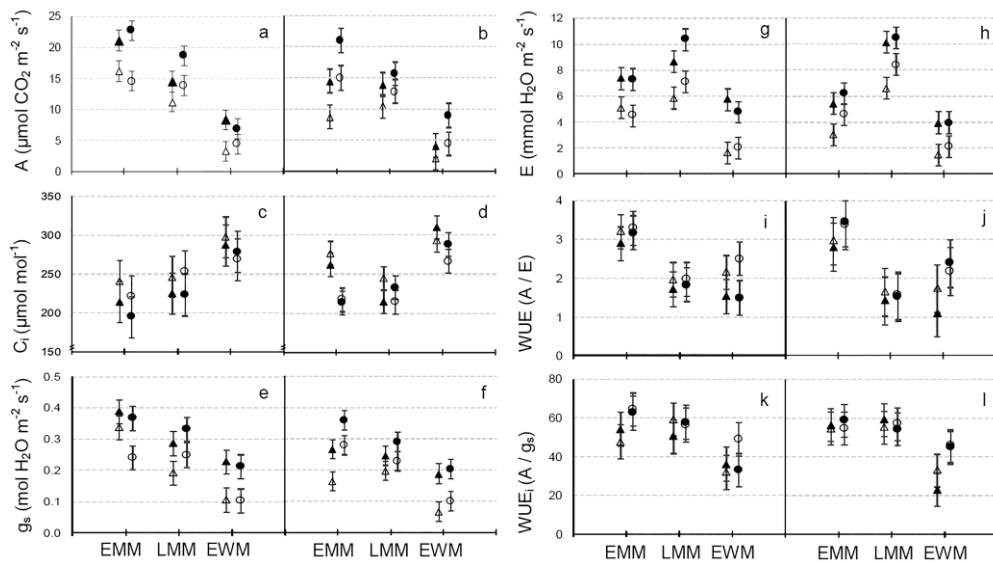 A (µmol CO2 m-2 s-1)
25
20
15
10
5
0
a
b
Ci (µmol mol-1)
350
300
250
200
150
c
d
gs (mol H2O m-2 s-1)
0.5
0.4
0.3
0.2
0.1
0.0
e
f
EMM LMM EWM EMM LMM EWM
E (mmol H2O m-2 s-1)
12
10
8
6
4
2
0
g
h
WUE (A / E)
4
3
2
1
0
i
j
WUEi (A / gs)
80
60
40
20
0
k
l
EMM LMM EWM EMM LMM EWM